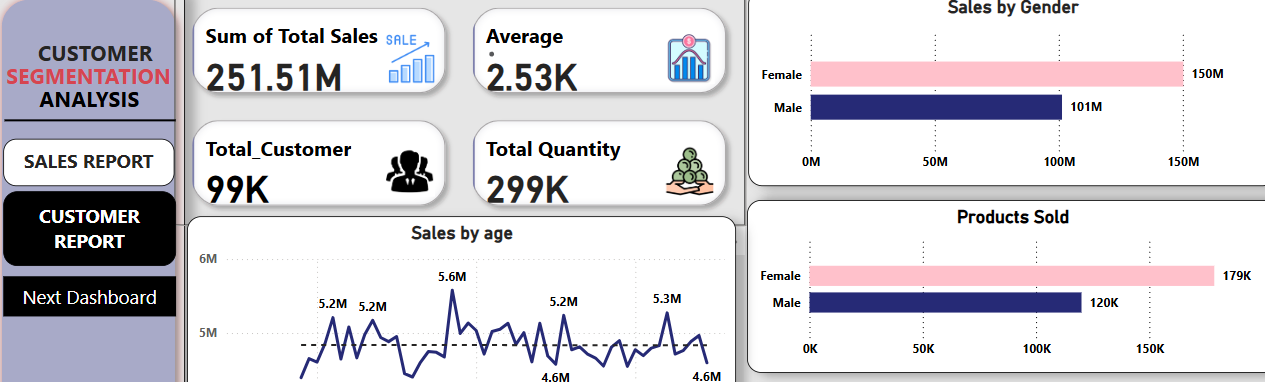 CUSTOMER
SEGMENTATION
ANALYSIS
SALES REPORT
CUSTOMER
REPORT
Next Dashboard
Sum of Total Sales
SALE
251.51M
Average
2.53K
Total_Customer
99K
Total Quantity
299K
Sales by age
6M
5M
5.2M
5.2M
5.6M
5.2M
5.3M
4.6M
4.6M
Sales by Gender
Female
150M
Male
101M
0M
50M
100M
150M
Products Sold
Female
179K
Male
120K
0K
50K
100K
150K